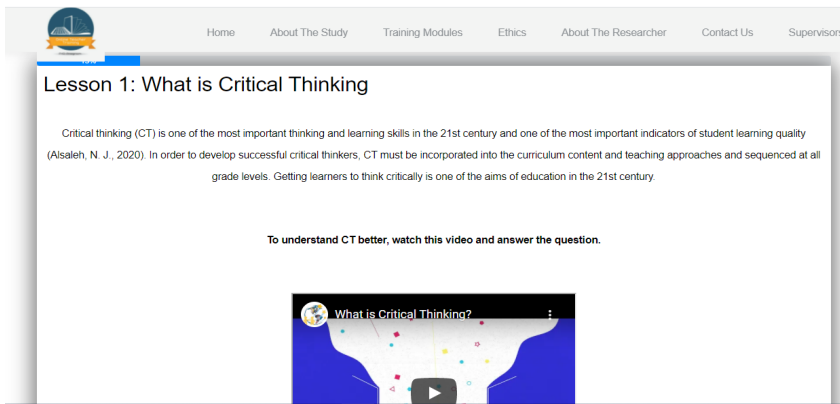 Home About The Study Training Modules Ethics About The Researcher Contact Us Supervisors
Lesson 1: What is Critical Thinking
Critical thinking (CT) is one of the most important thinking and learning skills in the 21st century and one of the most important indicators of student learning quality
(Alsaleh, N. J., 2020). In order to develop successful critical thinkers, CT must be incorporated into the curriculum content and teaching approaches and sequenced at all
grade levels. Getting learners to think critically is one of the aims of education in the 21st century.
To understand CT better, watch this video and answer the question.
What is Critical Thinking?